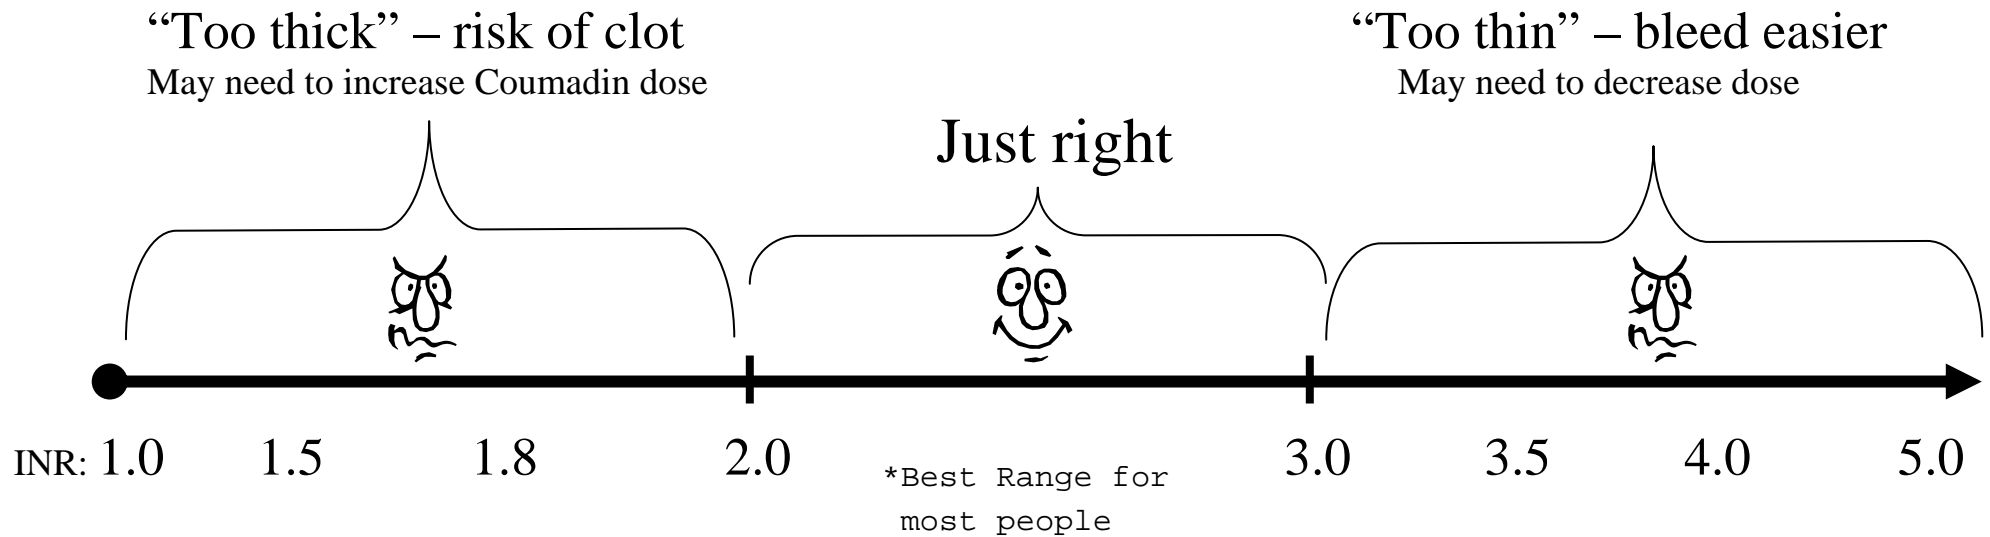 “Too thick” – risk of clot
May need to increase Coumadin dose
“Too thin” – bleed easier
May need to decrease dose
Just right
INR: 1.0 1.5 1.8 2.0 3.0 3.5 4.0 5.0
*Best Range for
most people